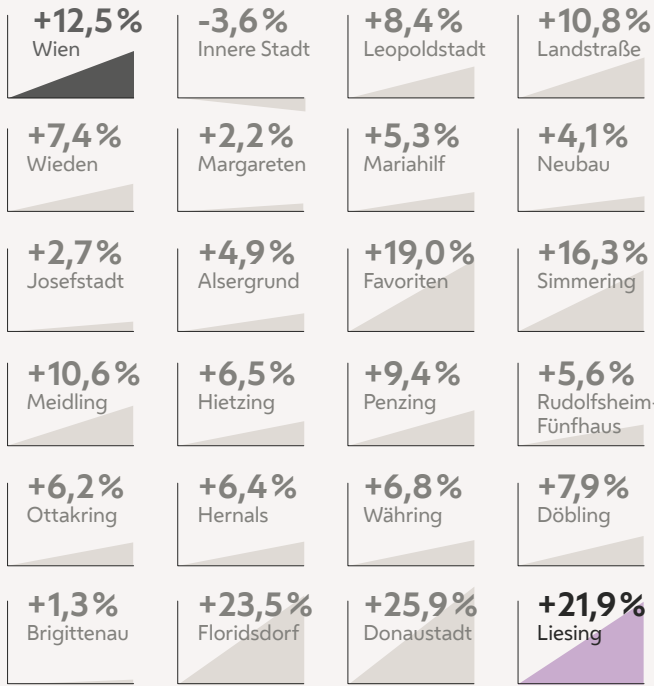 +12,5 %
Wien
-3,6 %
Innere Stadt
+8,4 %
Leopoldstadt
+10,8 %
Landstraße
+7,4 %
Wieden
+2,2 %
Margareten
+5,3 %
Mariahilf
+4,1 %
Neubau
+2,7 %
Josefstadt
+4,9 %
Alsergrund
+19,0 %
Favoriten
+16,3 %
Simmering
+10,6 %
Meidling
+6,5 %
Hietzing
+9,4 %
Penzing
+5,6 %
Rudolfsheim-
Fünfhaus
+6,2 %
Ottakring
+6,4 %
Hernals
+6,8 %
Währing
+7,9 %
Döbling
+1,3 %
Brigittenau
+23,5 %
Floridsdorf
+25,9 %
Donaustadt
+21,9 %
Liesing